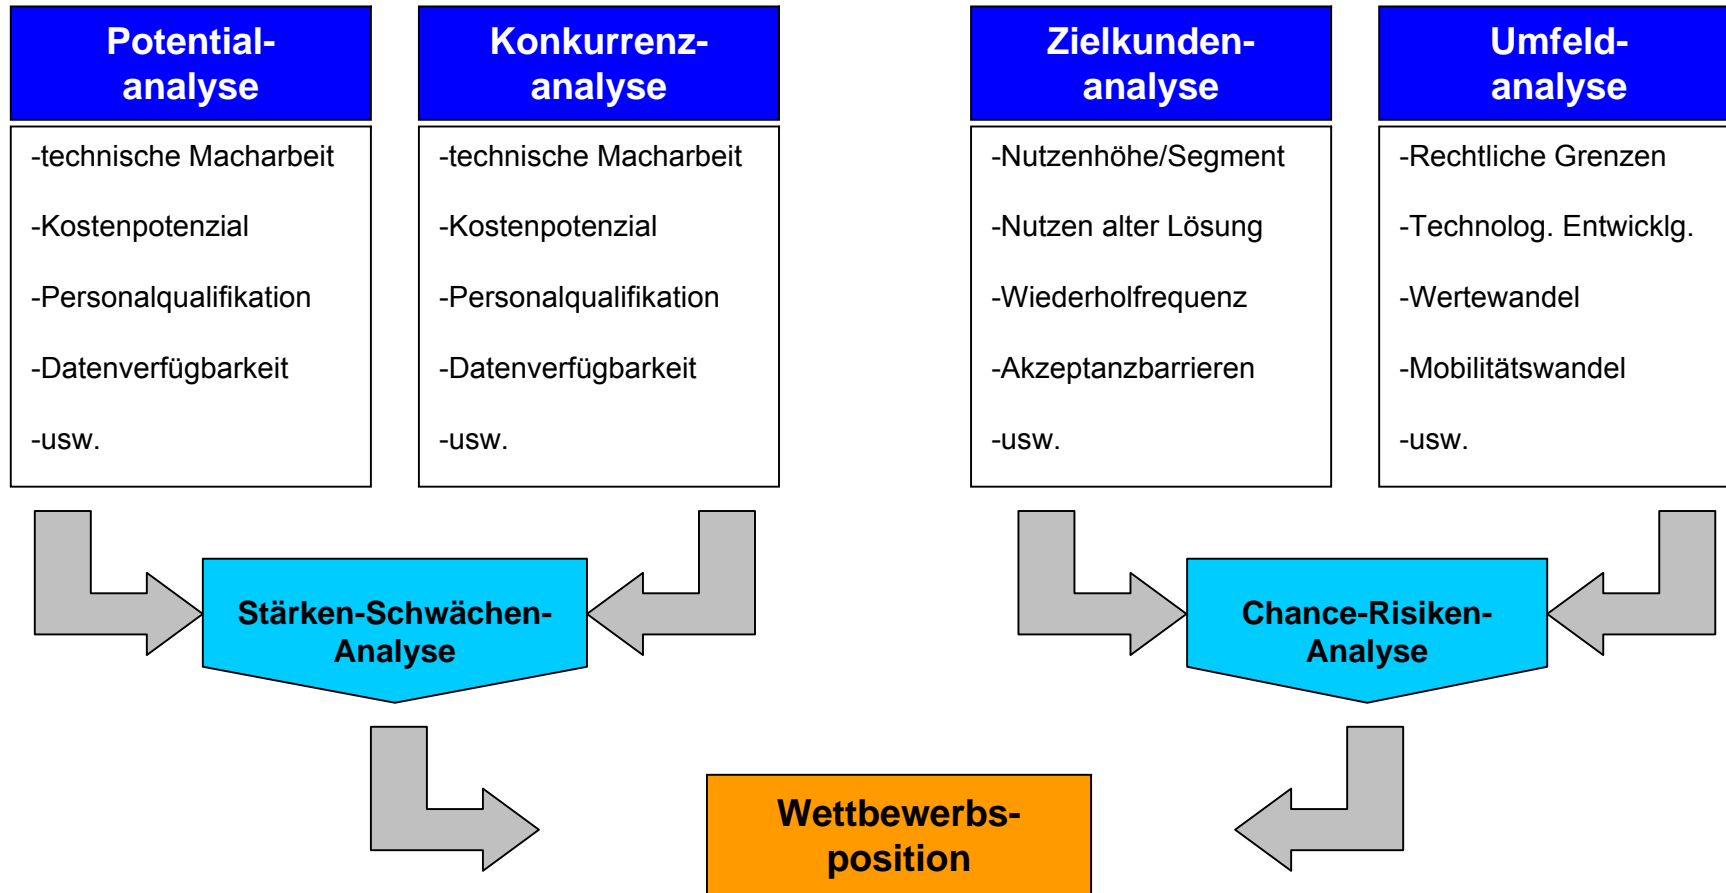 Potential-
analyse
-technische Macharbeit
-Kostenpotenzial
-Personalqualifikation
-Datenverfügbarkeit
-usw.
Konkurrenz-
analyse
-technische Macharbeit
-Kostenpotenzial
-Personalqualifikation
-Datenverfügbarkeit
-usw.
Zielkunden-
analyse
-Nutzenhöhe/Segment
-Nutzen alter Lösung
-Wiederholfrequenz
-Akzeptanzbarrieren
-usw.
Umfeld-
analyse
-Rechtliche Grenzen
-Technolog. Entwicklg.
-Wertewandel
-Mobilitätswandel
-usw.
Stärken-Schwächen-
Analyse
Chance-Risiken-
Analyse
Wettbewerbs-
position